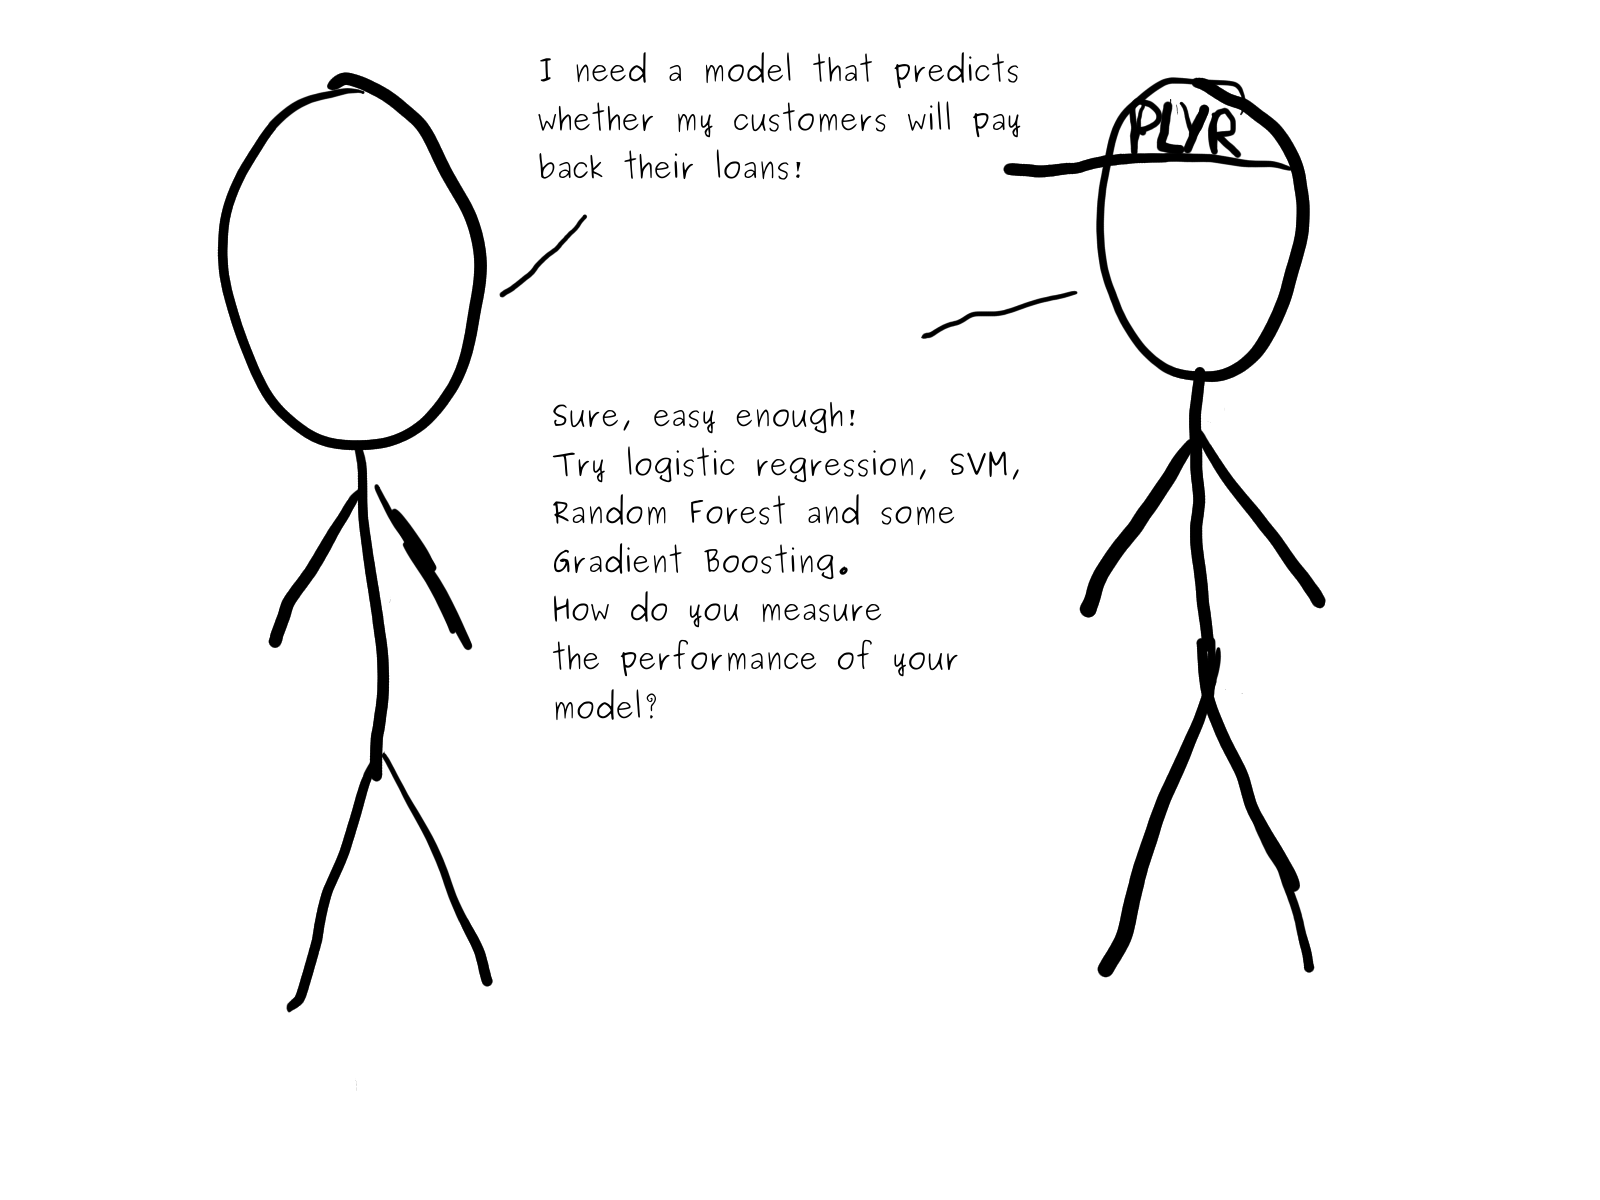 I need a model that predicts
whether my customers will pay
back their loans!
PLYR
Sure, easy enough!
Try logistic regression, SVM,
Random Forest and some
Gradient Boosting.
How do you measure
the performance of your
model?